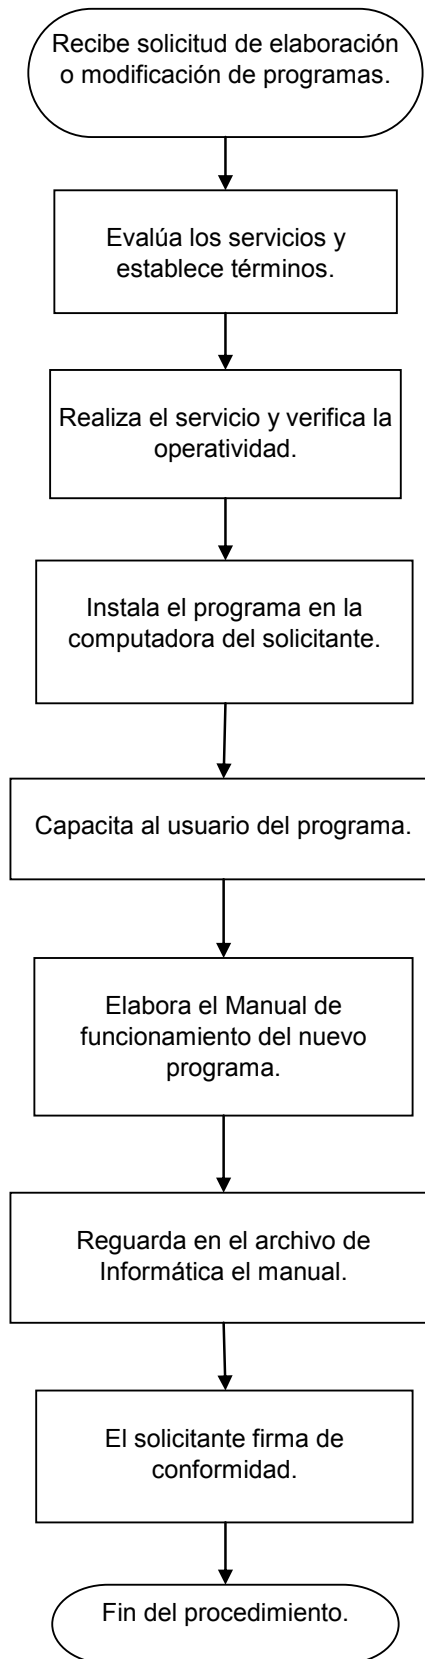 Recibe solicitud de elaboración
o modificación de programas.
Evalúa los servicios y
establece términos.
Realiza el servicio y verifica la
operatividad.
Instala el programa en la
computadora del solicitante.
Capacita al usuario del programa.
Elabora el Manual de
funcionamiento del nuevo
programa.
Reguarda en el archivo de
Informática el manual.
El solicitante firma de
conformidad.
Fin del procedimiento.